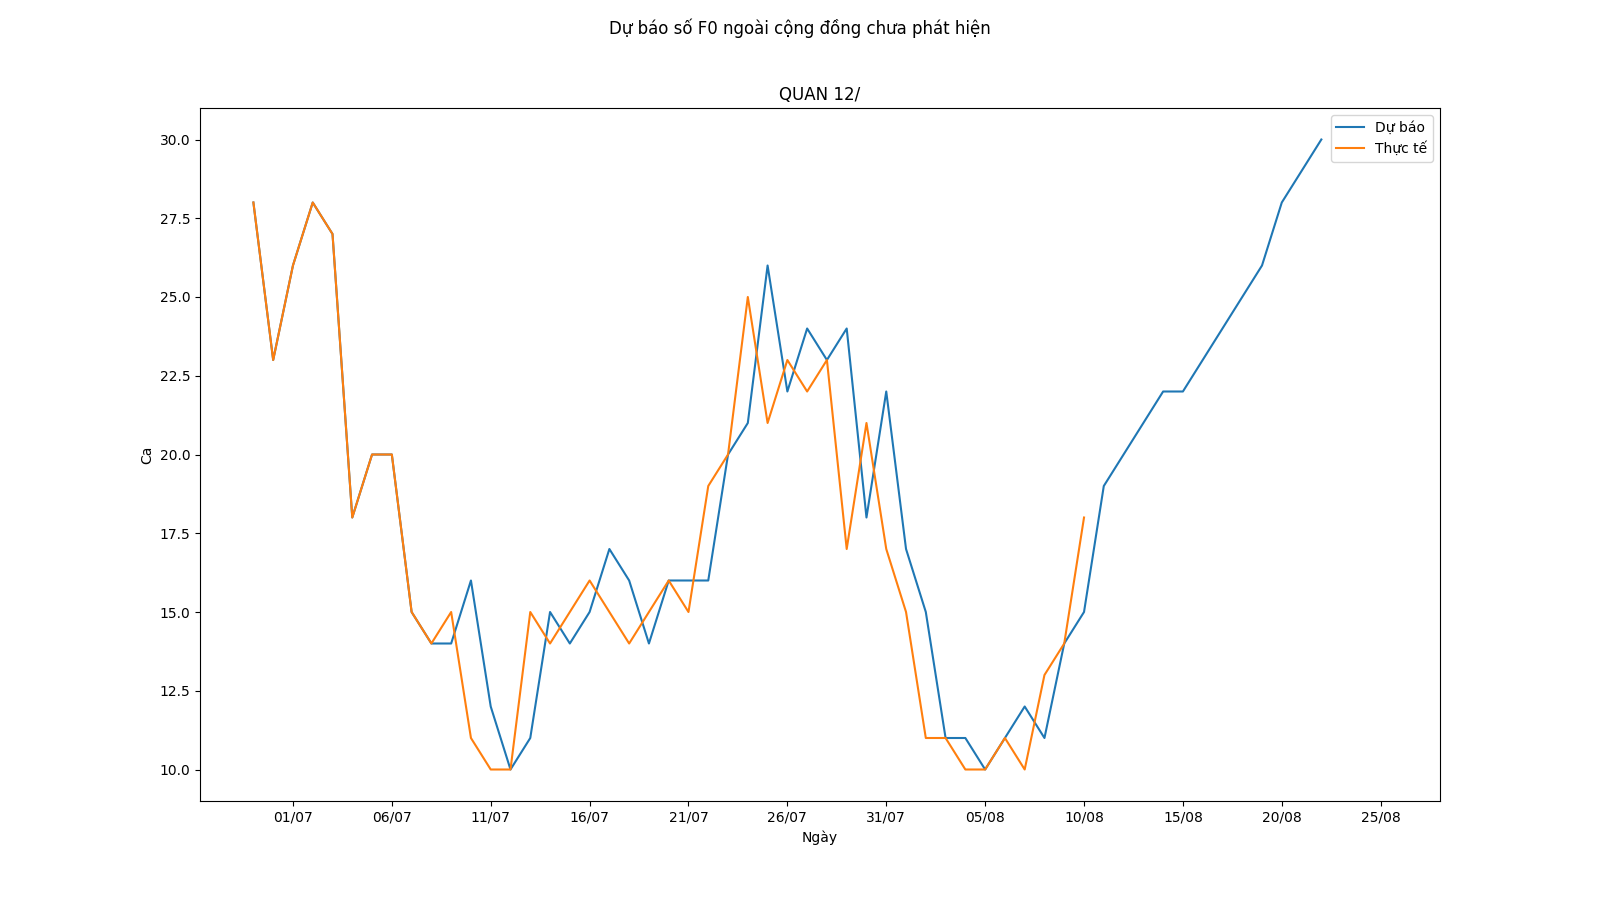 Dự báo số F0 ngoài cộng đồng chưa phát hiện
QUAN 12/
Dự báo
Thực tế
30.0
27.5
25.0
22.5
20.0
17.5
15.0
12.5
10.0
Ca
01/07 06/07 11/07 16/07 21/07 26/07 31/07 05/08 10/08 15/08 20/08 25/08
Ngày